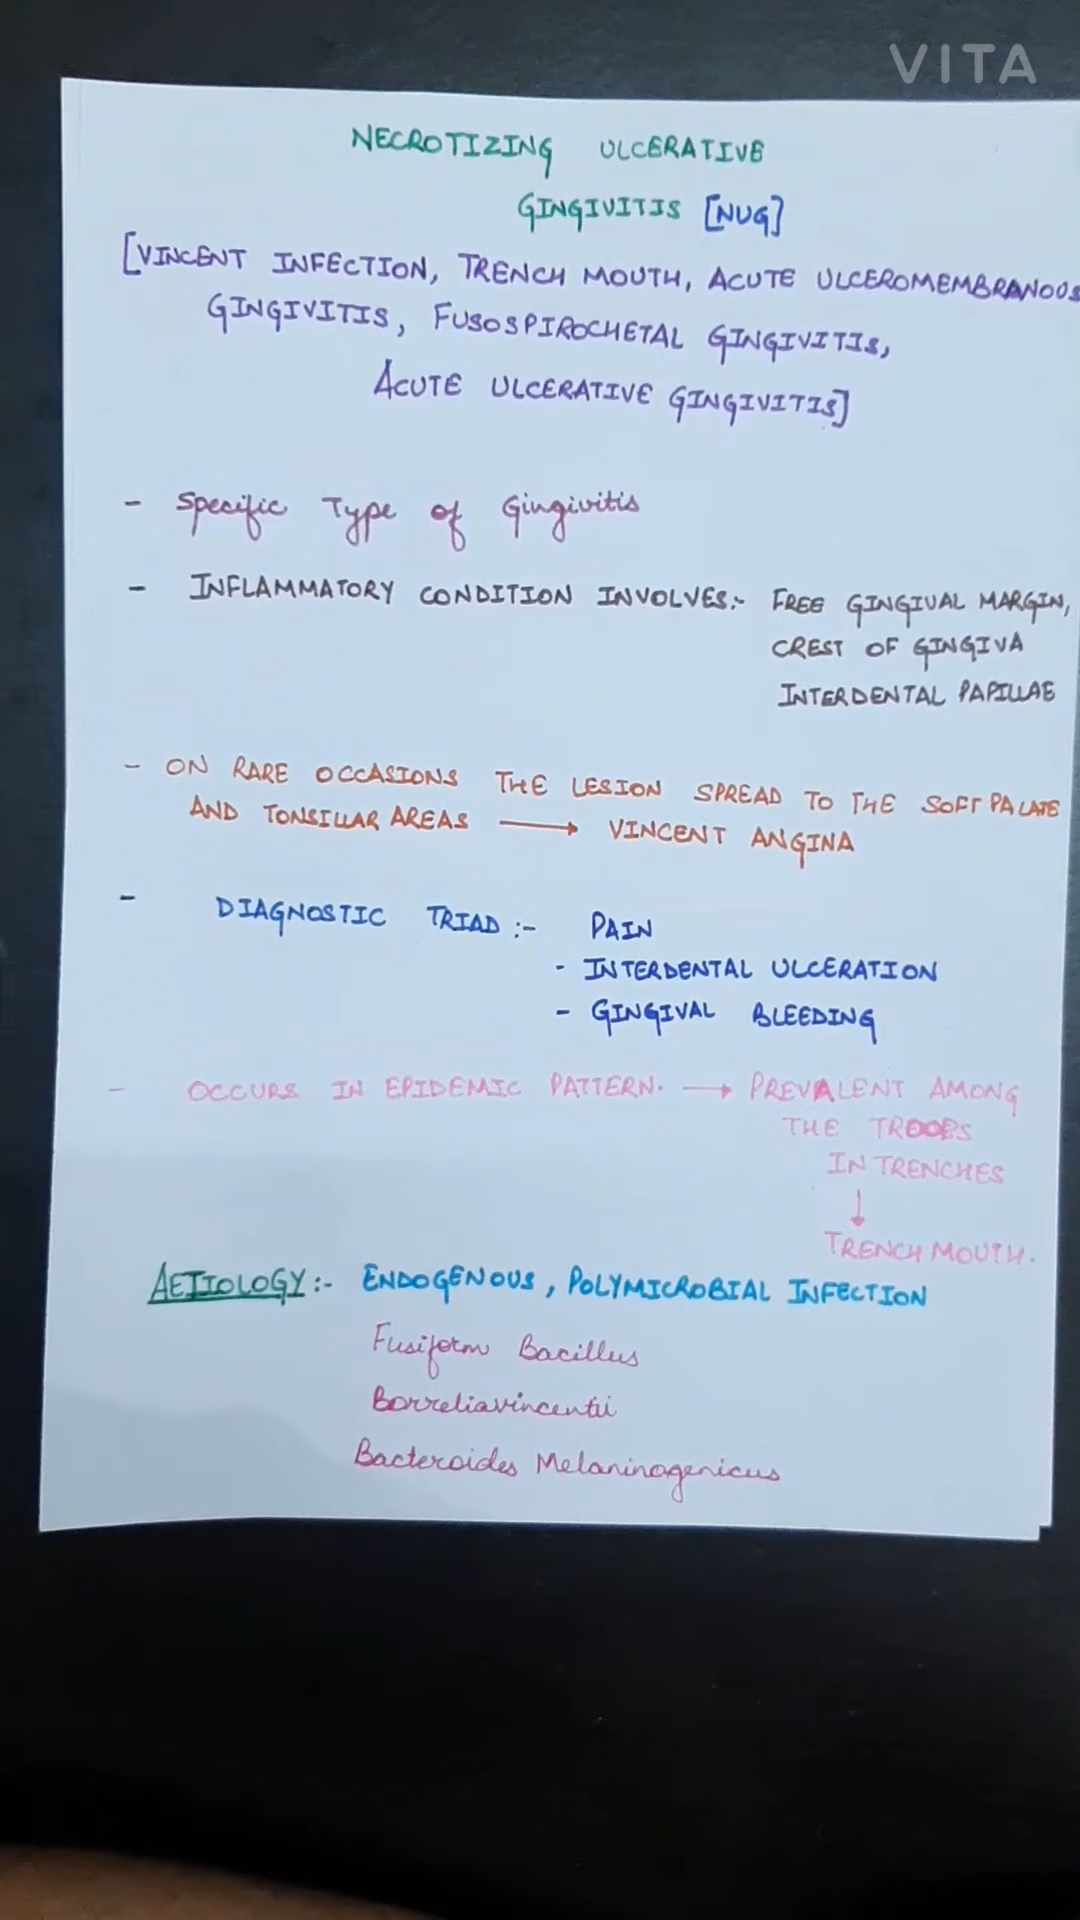 VITA
NECROTIZING ULCERATIVE
GINGIVITIS [NUG]
[VINCENT INFECTION, TRENCH MOUTH, ACUTE ULCEROMEMBRANOUS
GINGIVITIS, FUSOSPIROCHETAL GINGIVITIS,
ACUTE ULCERATIVE GINGIVITIS]
- Specific Type of Gingivitis
- INFLAMMATORY CONDITION INVOLVES:- FREE GINGIVAL MARGIN,
CREST OF GINGIVA
INTERDENTAL PAPILLAE
- ON RARE OCCASIONS THE LESION SPREAD TO THE SOFT PALATE
AND TONSILLAR AREAS → VINCENT ANGINA
- DIAGNOSTIC TRIAD :- PAIN
- INTERDENTAL ULCERATION
- GINGIVAL BLEEDING
- OCCURS IN EPIDEMIC PATTERN. → PREVALENT AMONG
THE TROOPS
IN TRENCHES
↓
TRENCH MOUTH.
AETIOLOGY:- ENDOGENOUS, POLYMICROBIAL INFECTION
Fusiform Bacillus
Borreliavincentii
Bacteroides Melaninogenicus